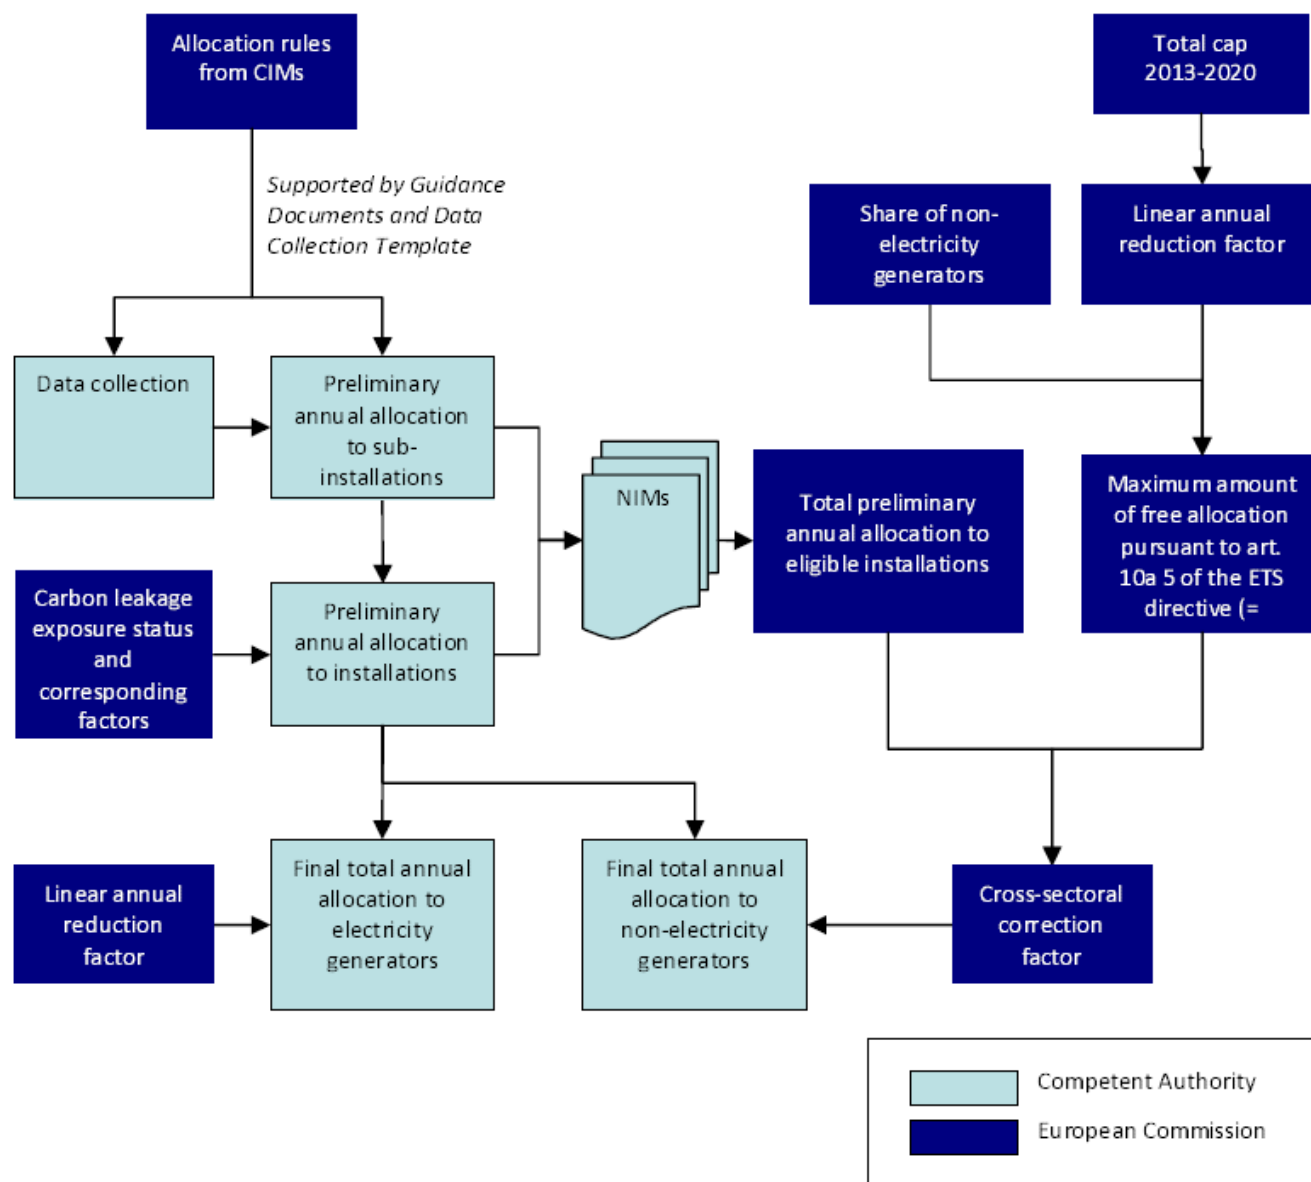 Allocation rules
from CIMs
Total cap
2013-2020
Supported by Guidance
Documents and Data
Collection Template
Share of non-
electricity
generators
Linear annual
reduction factor
Data collection
Preliminary
annual allocation
to sub-
installations
NIMs
Total preliminary
annual allocation to
eligible installations
Maximum amount
of free allocation
pursuant to art.
10a 5 of the ETS
directive (=
Carbon leakage
exposure status
and
corresponding
factors
Preliminary
annual allocation
to installations
Linear annual
reduction
factor
Final total annual
allocation to
electricity
generators
Final total annual
allocation to
non-electricity
generators
Cross-sectoral
correction
factor
Competent Authority
European Commission